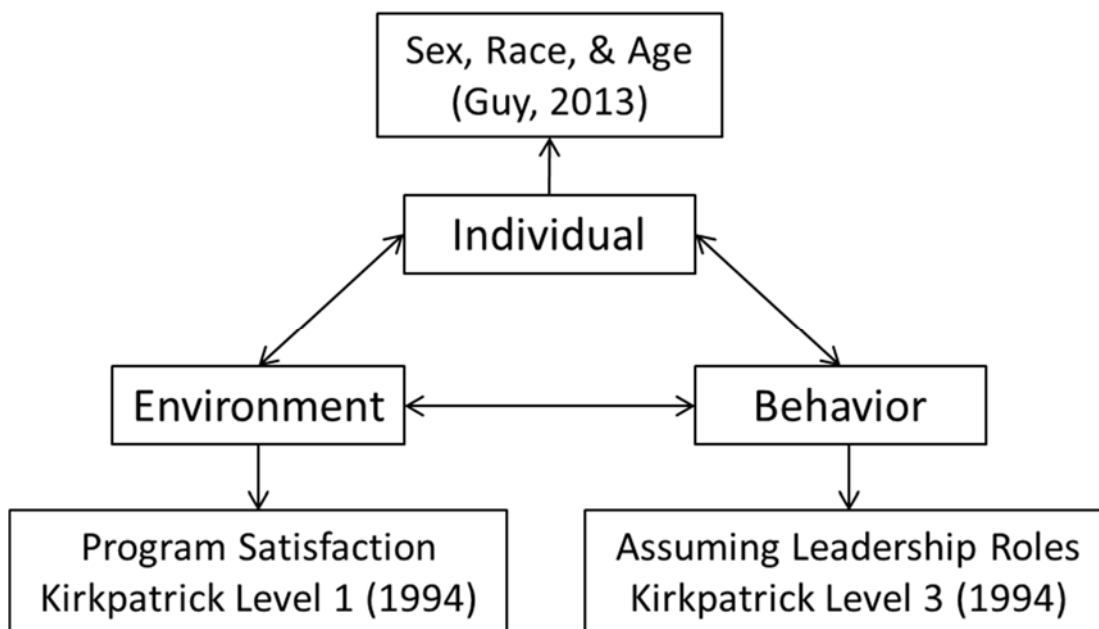 Sex, Race, & Age
(Guy, 2013)
Individual
Environment
Behavior
Program Satisfaction
Kirkpatrick Level 1 (1994)
Assuming Leadership Roles
Kirkpatrick Level 3 (1994)